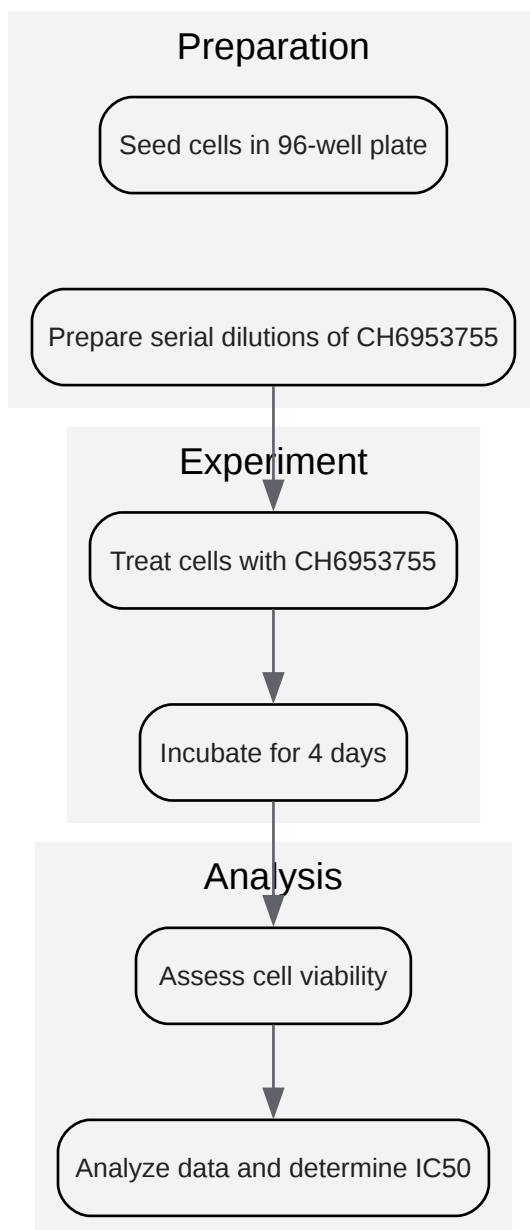 Preparation
Seed cells in 96-well plate
Prepare serial dilutions of CH6953755
Experiment
Treat cells with CH6953755
Incubate for 4 days
Analysis
Assess cell viability
Analyze data and determine IC50